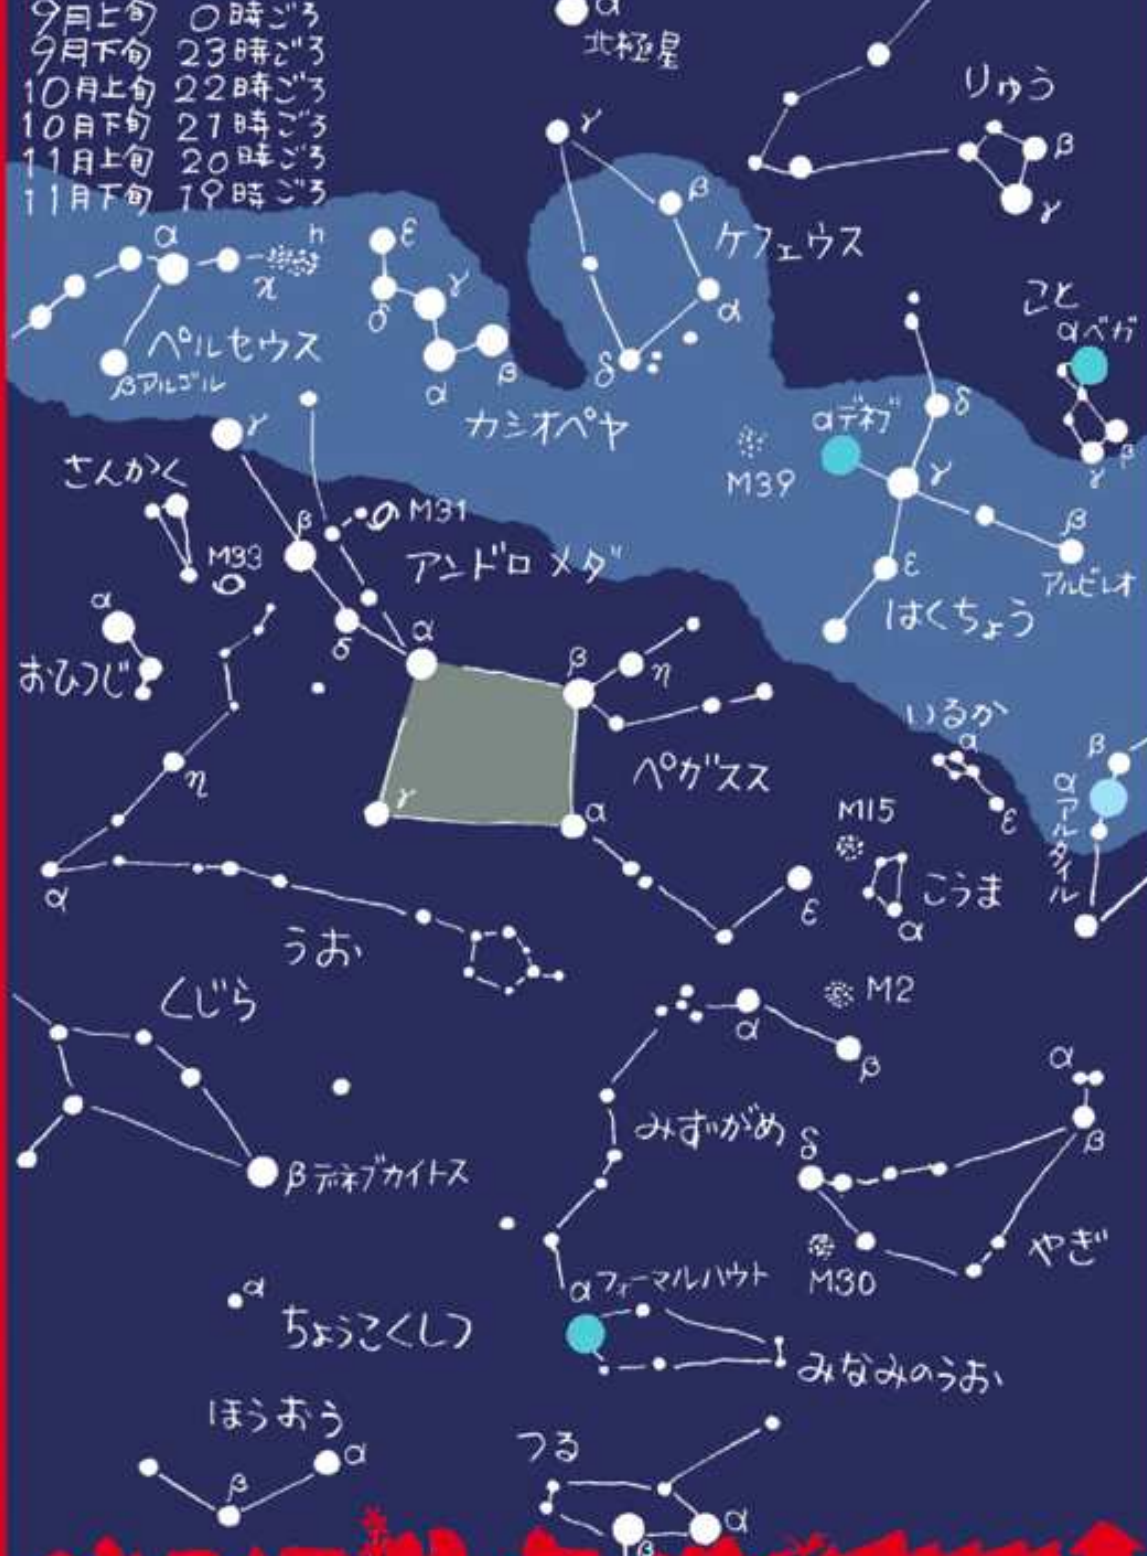 9月上旬 0時ごろ
9月下旬 23時ごろ
10月上旬 22時ごろ
10月下旬 21時ごろ
11月上旬 20時ごろ
11月下旬 19時ごろ
α
北極星
りゅう
β
γ
γ
β
ケフェウス
α
δ
α
h
χ
ペルセウス
βアルゴル
ε
δ
γ
α
β
カシオペヤ
こと
αベガ
β
γ
δ
αデネブ
γ
M39
β
アルビレオ
ε
はくちょう
γ
さんかく
M33
β
M31
アンドロメダ
δ
α
α
おひつじ
β
η
ペガスス
γ
α
ε
いるか
α
ε
β
αアルタイル
M15
こうま
α
η
α
うお
くじら
βデネブカイトス
M2
α
β
みずがめ
α
β
δ
やぎ
M30
αフォーマルハウト
みなみのうお
α
ちょうこくしつ
ほうおう
α
β
つる
α
β